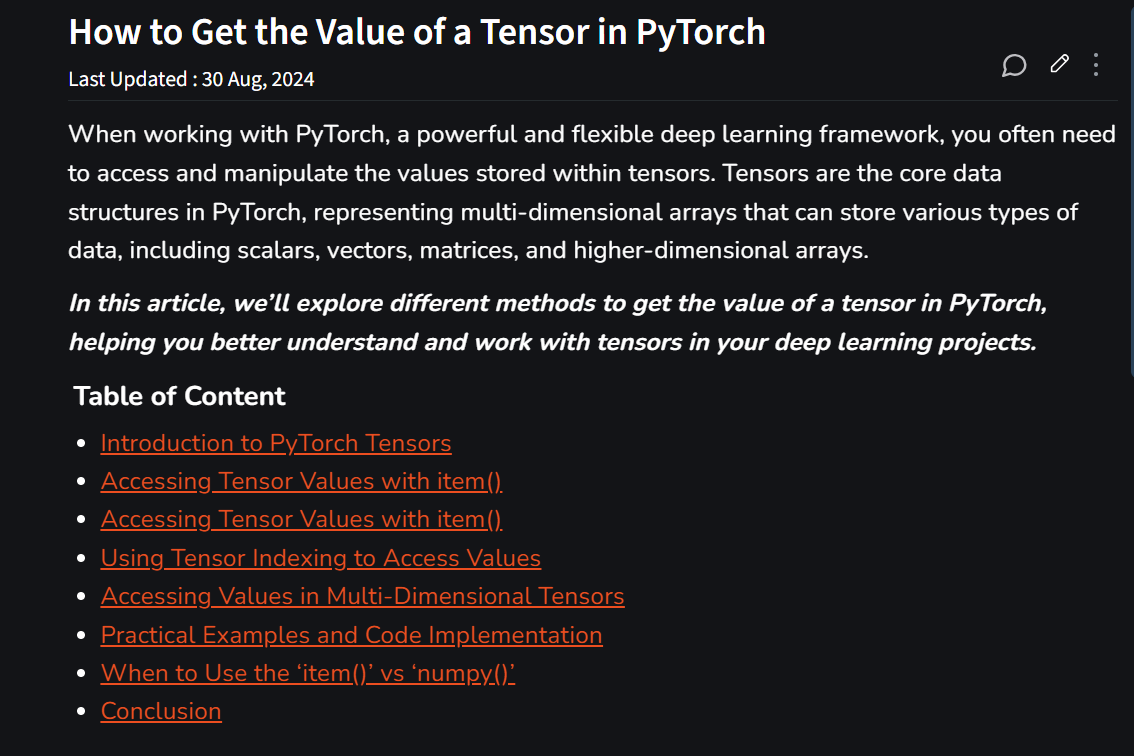 How to Get the Value of a Tensor in PyTorch
Last Updated : 30 Aug, 2024
When working with PyTorch, a powerful and flexible deep learning framework, you often need
to access and manipulate the values stored within tensors. Tensors are the core data
structures in PyTorch, representing multi-dimensional arrays that can store various types of
data, including scalars, vectors, matrices, and higher-dimensional arrays.
In this article, we’ll explore different methods to get the value of a tensor in PyTorch,
helping you better understand and work with tensors in your deep learning projects.
Table of Content
Introduction to PyTorch Tensors
Accessing Tensor Values with item()
Accessing Tensor Values with item()
Using Tensor Indexing to Access Values
Accessing Values in Multi-Dimensional Tensors
Practical Examples and Code Implementation
When to Use the ‘item()’ vs ‘numpy()’
Conclusion